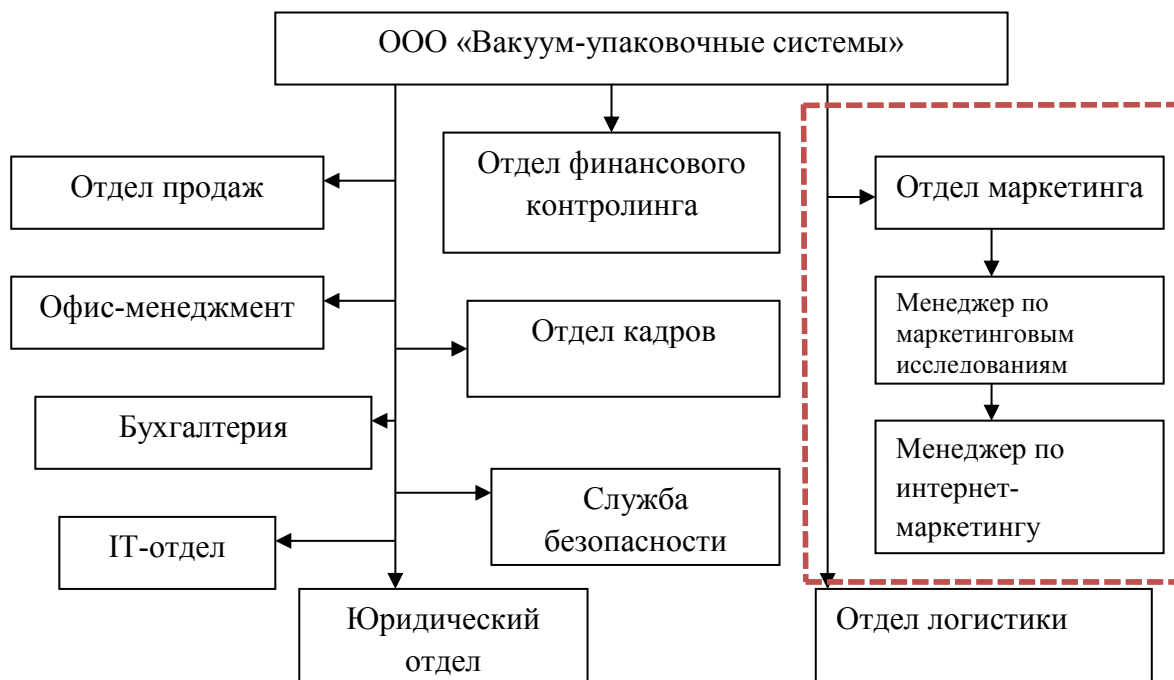 ООО «Вакуум-упаковочные системы»
Отдел финансового
контролинга
Отдел продаж
Отдел маркетинга
Офис-менеджмент
Менеджер по
маркетинговым
исследованиям
Отдел кадров
Бухгалтерия
Менеджер по
интернет-
маркетингу
Служба
безопасности
IT-отдел
Юридический
отдел
Отдел логистики